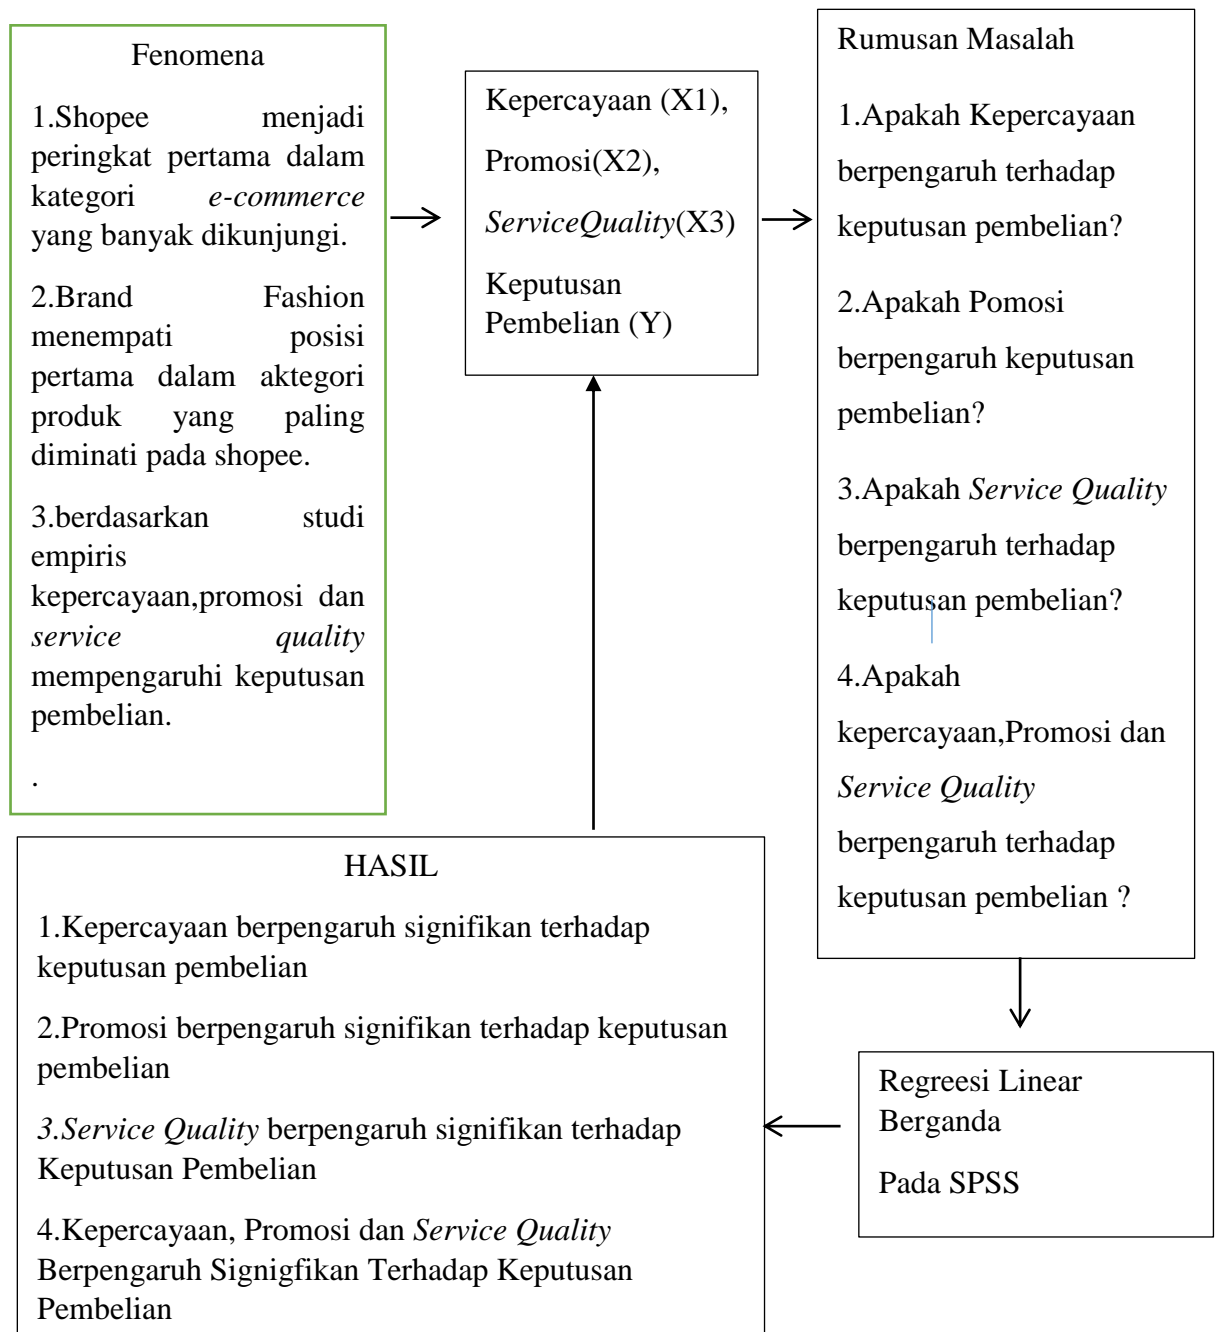 Fenomena
1.Shopee menjadi
peringkat pertama dalam
kategori e-commerce
yang banyak dikunjungi.
2.Brand Fashion
menempati posisi
pertama dalam aktegori
produk yang paling
diminati pada shopee.
3.berdasarkan studi
empiris
kepercayaan,promosi dan
service quality
mempengaruhi keputusan
pembelian.
.
Kepercayaan (X1),
Promosi(X2),
ServiceQuality(X3)
Keputusan
Pembelian (Y)
Rumusan Masalah
1.Apakah Kepercayaan
berpengaruh terhadap
keputusan pembelian?
2.Apakah Pomosi
berpengaruh keputusan
pembelian?
3.Apakah Service Quality
berpengaruh terhadap
keputusan pembelian?
4.Apakah
kepercayaan,Promosi dan
Service Quality
berpengaruh terhadap
keputusan pembelian ?
Regreesi Linear
Berganda
Pada SPSS
HASIL
1.Kepercayaan berpengaruh signifikan terhadap
keputusan pembelian
2.Promosi berpengaruh signifikan terhadap keputusan
pembelian
3.Service Quality berpengaruh signifikan terhadap
Keputusan Pembelian
4.Kepercayaan, Promosi dan Service Quality
Berpengaruh Signigfikan Terhadap Keputusan
Pembelian